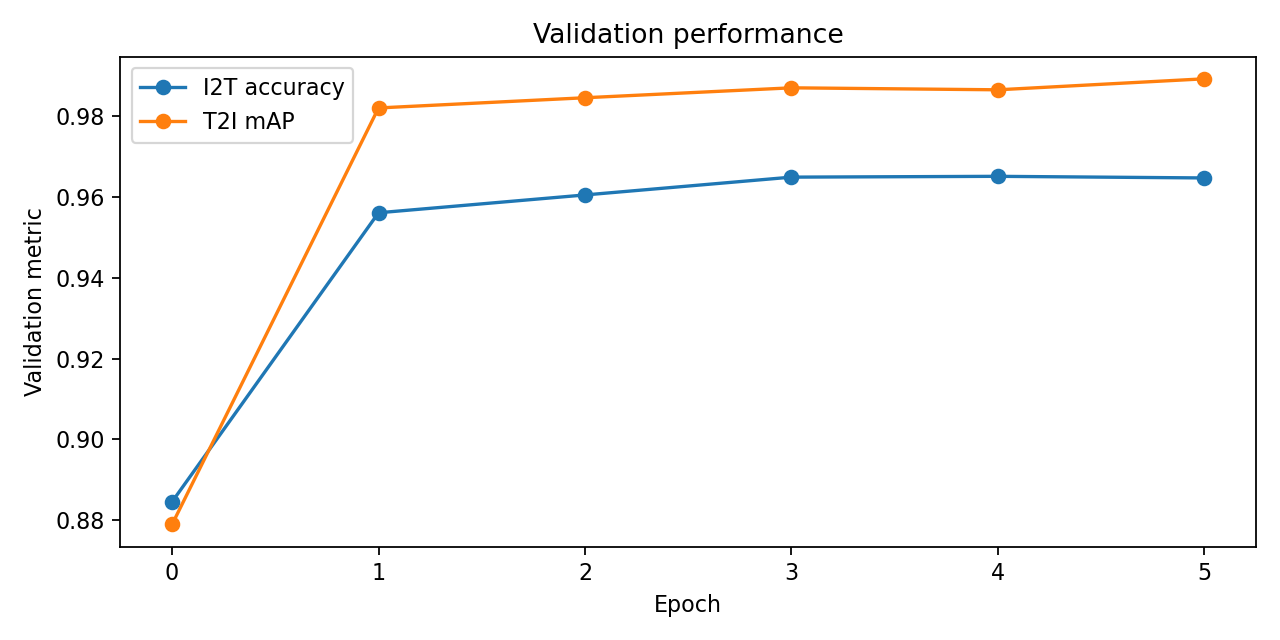 Validation performance
I2T accuracy
T2I mAP
Validation metric
0.98
0.96
0.94
0.92
0.90
0.88
0 1 2 3 4 5
Epoch